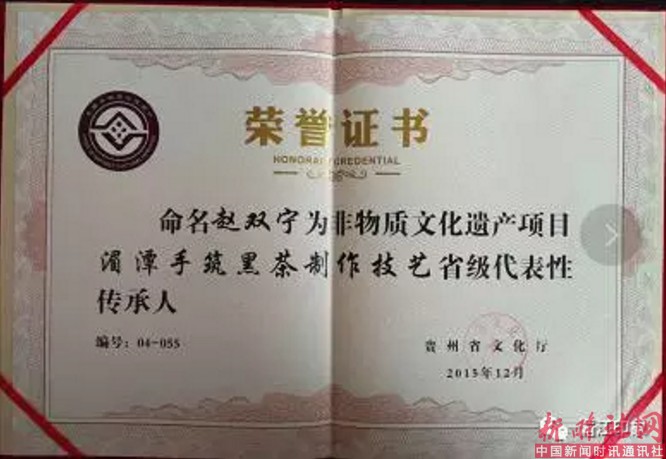 荣誉证书
HONORARY CREDENTIAL
命名赵双宁为非物质文化遗产项目
湄潭手筑黑茶制作技艺省级代表性
传承人
编号：04-055
贵州省文化厅
2015年12月
中国新闻时讯通讯社